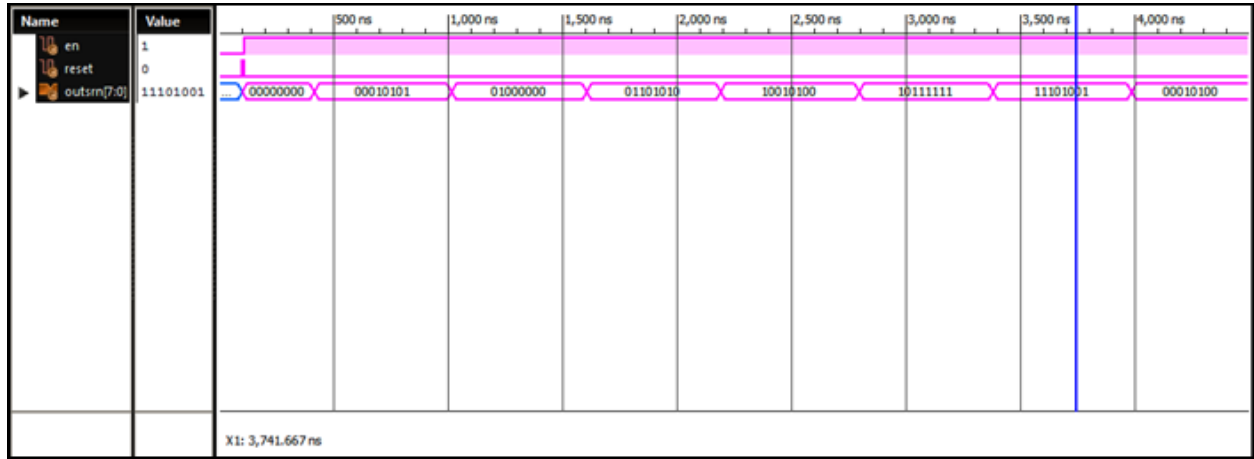 Name Value 500 ns 1,000 ns 1,500 ns 2,000 ns 2,500 ns 3,000 ns 3,500 ns 4,000 ns
en 1
reset 0
outsrn[7:0] 11101001 ... 00000000 00010101 01000000 01101010 10010100 10111111 11101001 00010100
X1: 3,741.667 ns